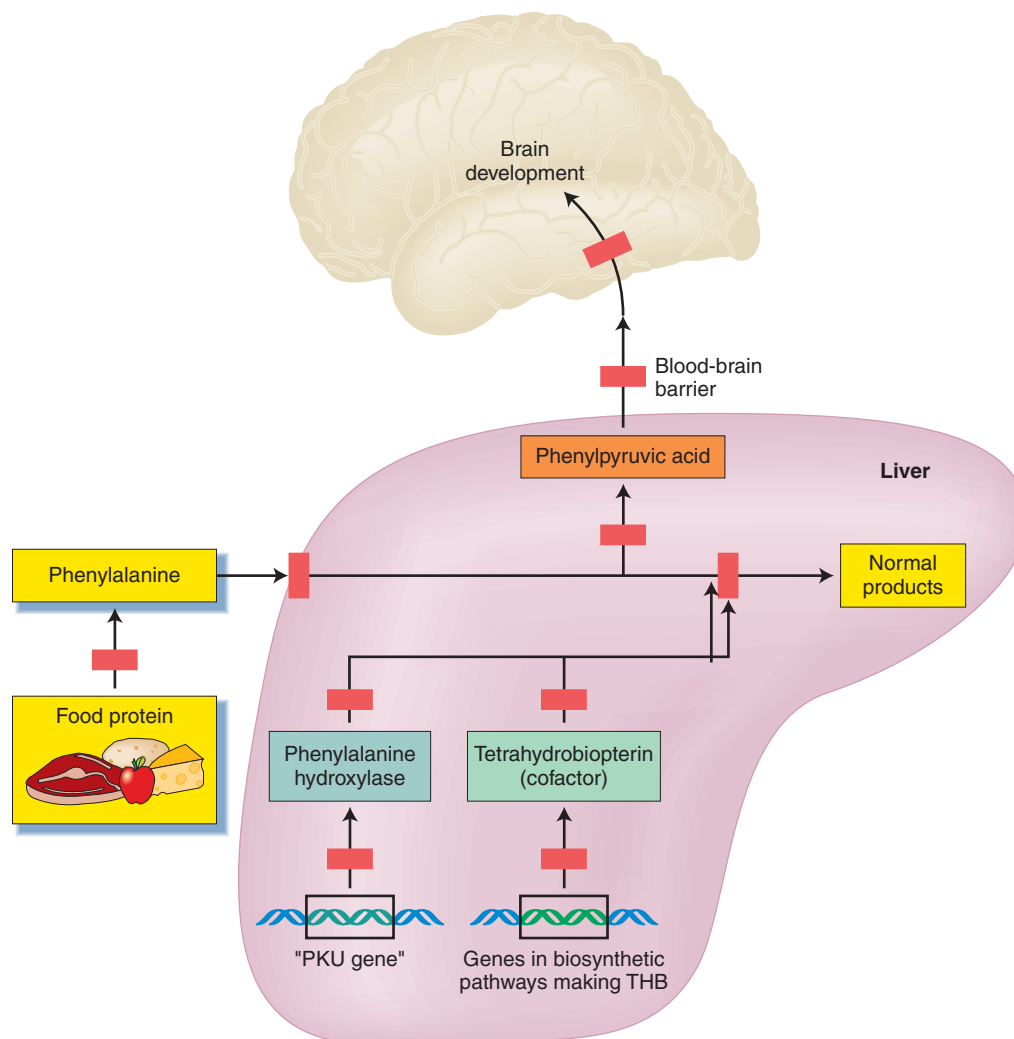 Brain
development
Blood-brain
barrier
Phenylpyruvic acid
Liver
Phenylalanine
Normal
products
Food protein
Phenylalanine
hydroxylase
Tetrahydrobiopterin
(cofactor)
"PKU gene"
Genes in biosynthetic
pathways making THB